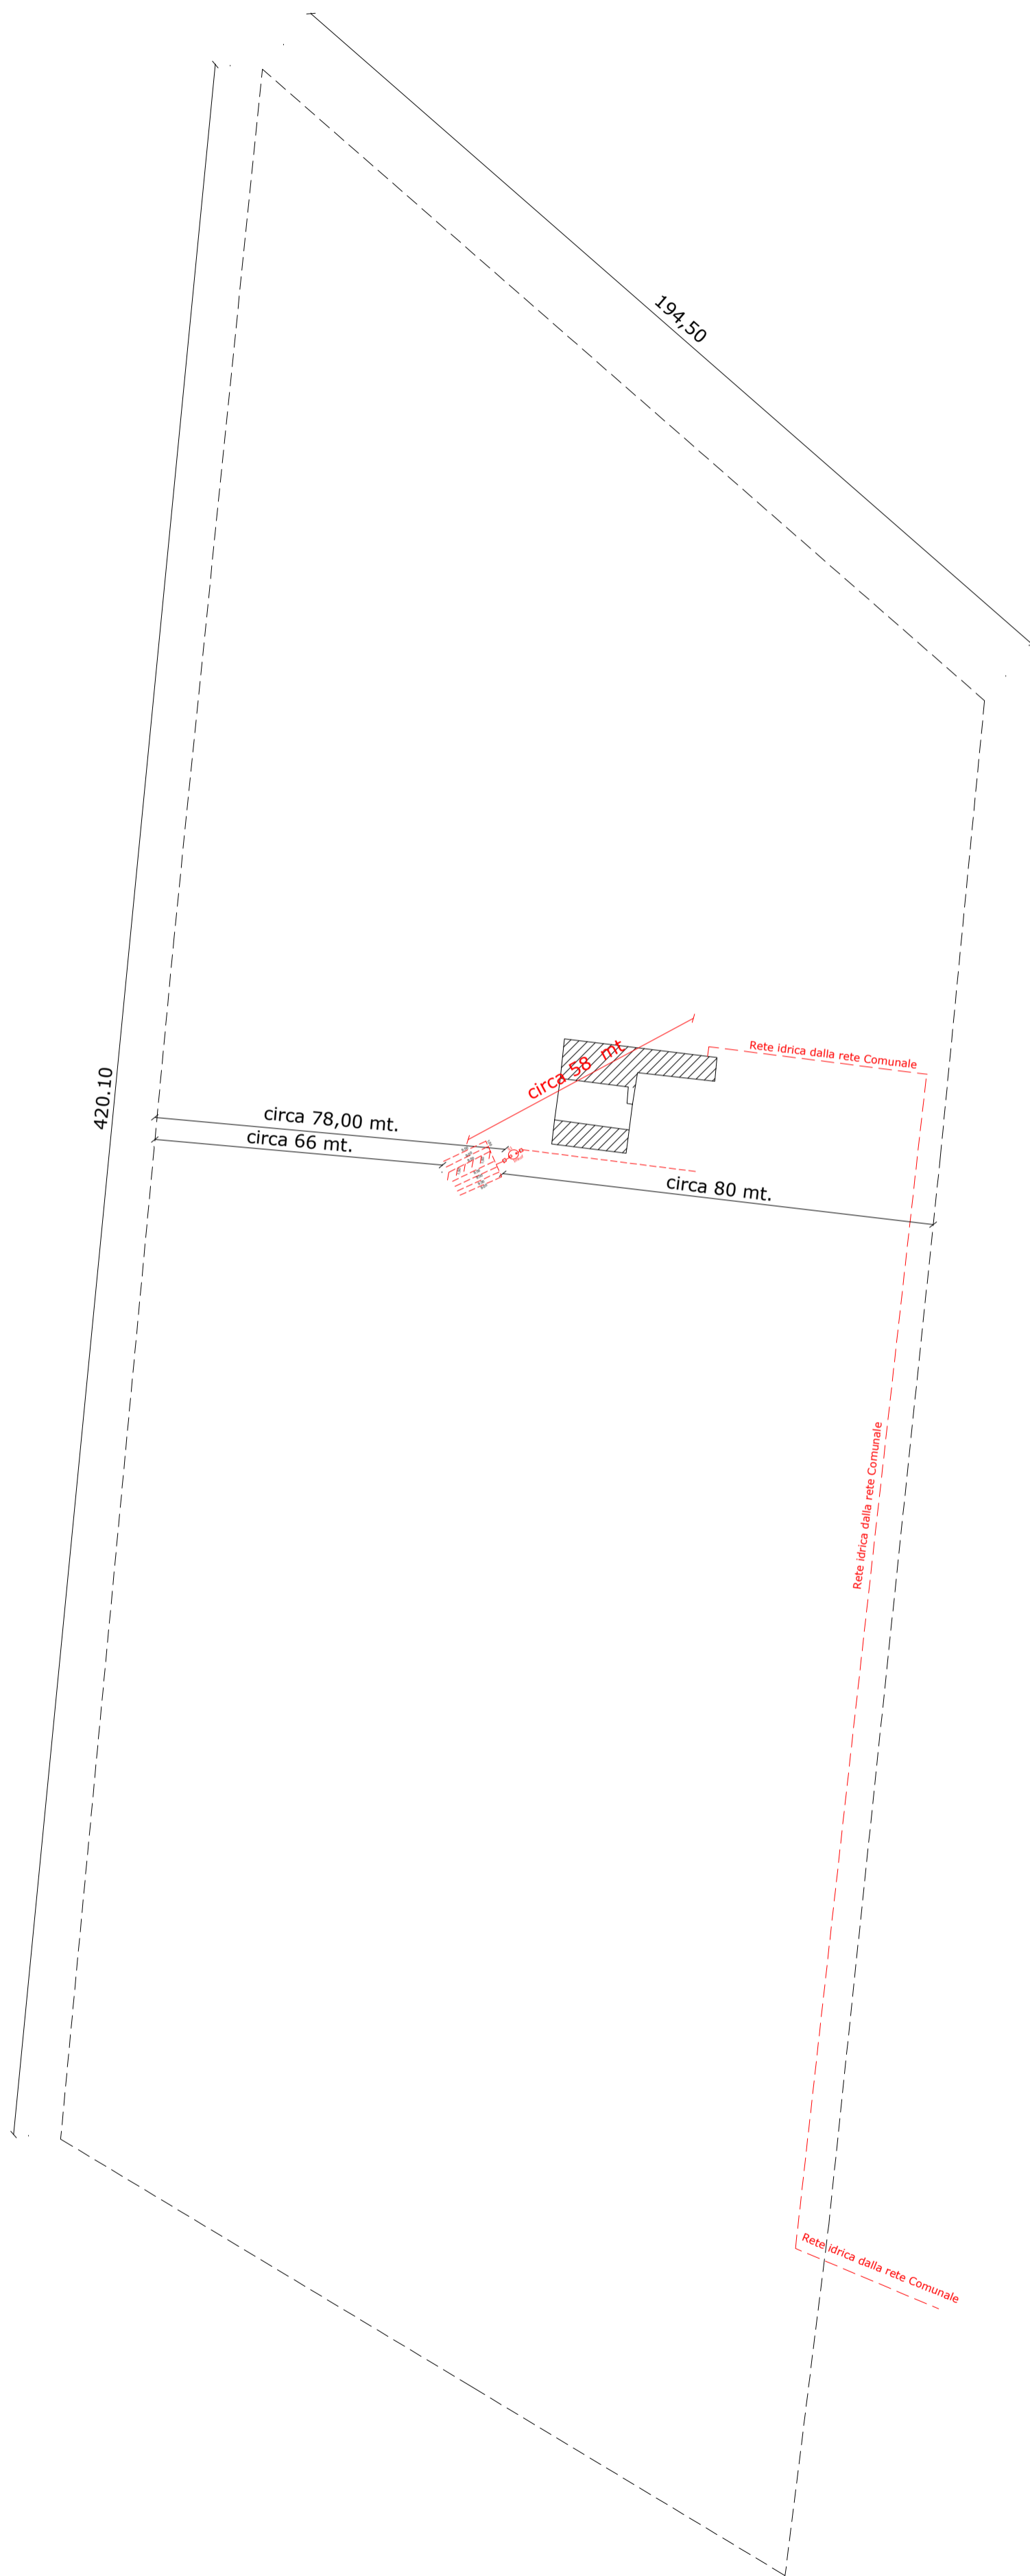 194,50
420.10
circa 58 mt
Rete idrica dalla rete Comunale
circa 78,00 mt.
circa 66 mt.
circa 80 mt.
Rete idrica dalla rete Comunale
Rete idrica dalla rete Comunale